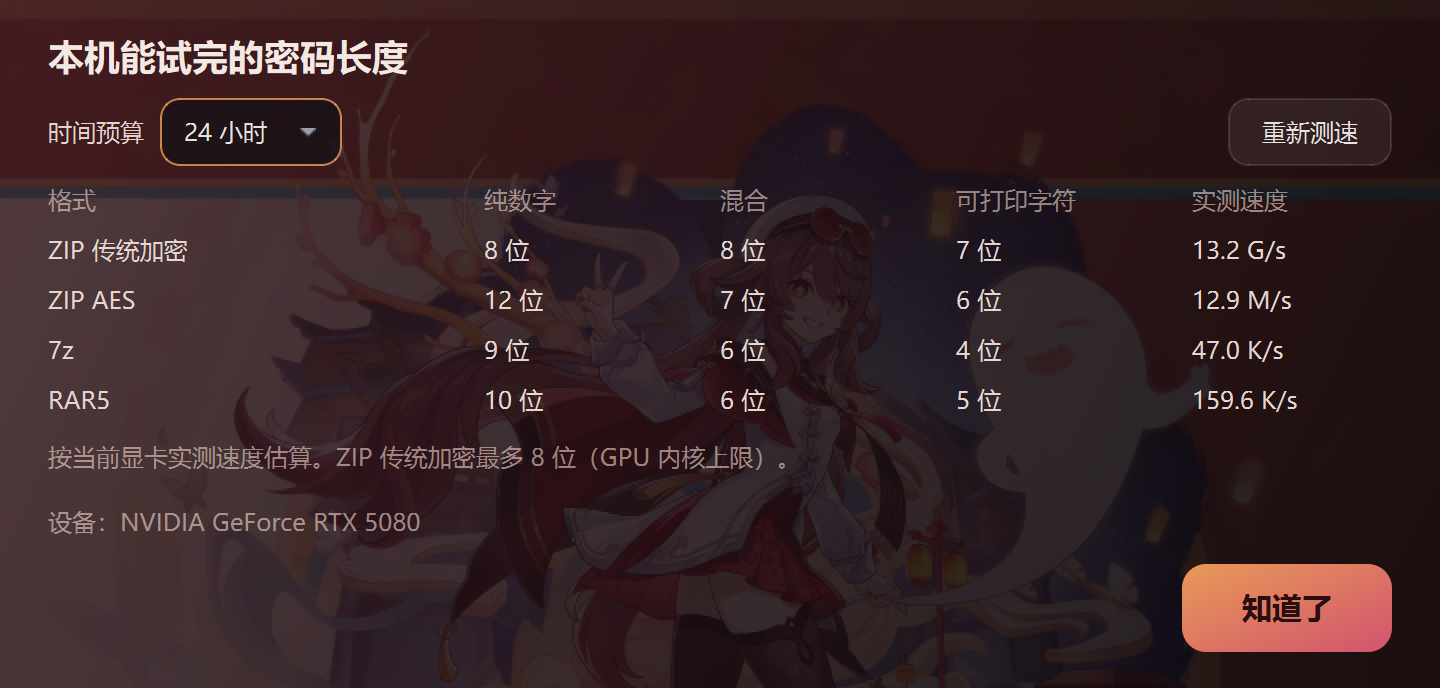 本机能试完的密码长度
时间预算 24 小时 重新测速
格式 纯数字 混合 可打印字符 实测速度
ZIP 传统加密 8 位 8 位 7 位 13.2 G/s
ZIP AES 12 位 7 位 6 位 12.9 M/s
7z 9 位 6 位 4 位 47.0 K/s
RAR5 10 位 6 位 5 位 159.6 K/s
按当前显卡实测速度估算。ZIP 传统加密最多 8 位（GPU 内核上限）。
设备：NVIDIA GeForce RTX 5080
知道了